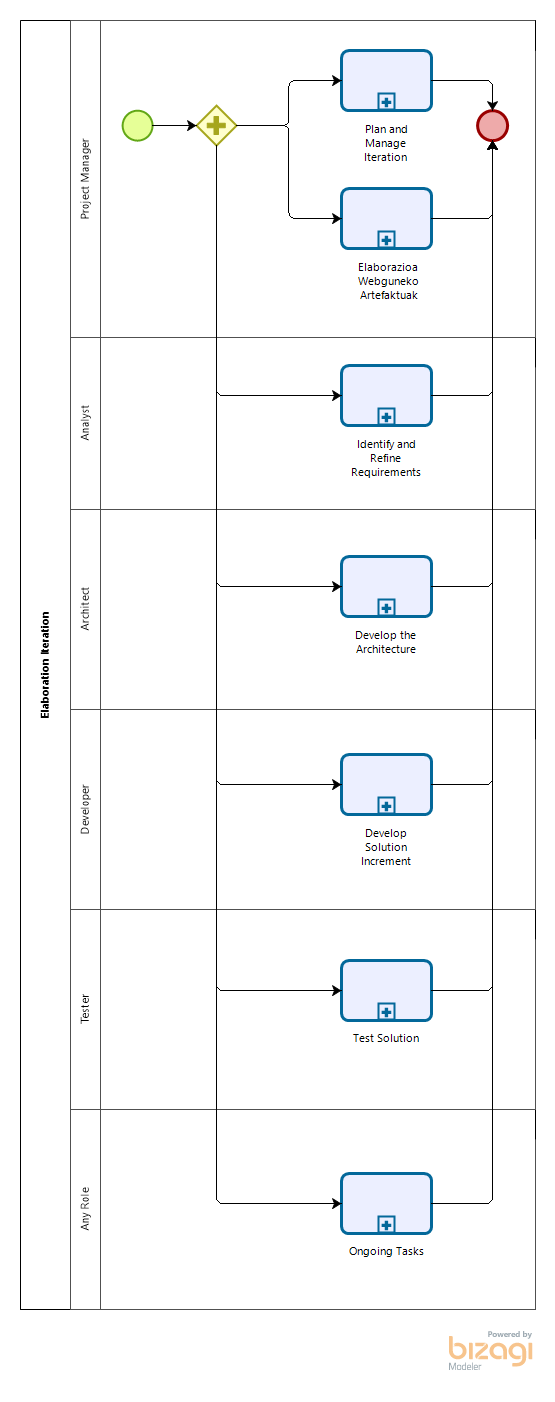 Elaboration Iteration
Project Manager
Plan and
Manage
Iteration
Elaborazioa
Webguneko
Artefaktuak
Analyst
Identify and
Refine
Requirements
Architect
Develop the
Architecture
Developer
Develop
Solution
Increment
Tester
Test Solution
Any Role
Ongoing Tasks
Powered by
bizagi
Modeler